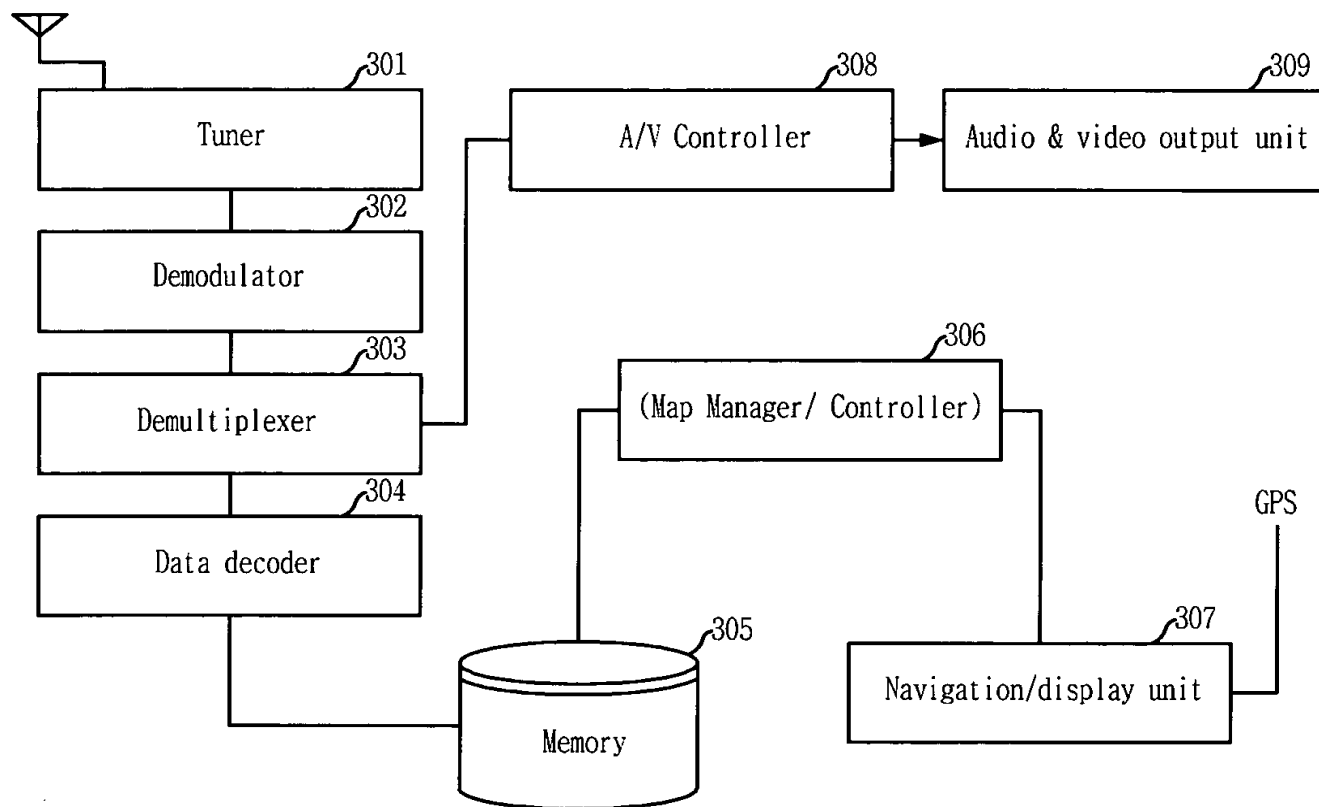 301
Tuner
308
A/V Controller
309
Audio & video output unit
302
Demodulator
303
Demultiplexer
306
(Map Manager/ Controller)
304
Data decoder
GPS
305
Memory
307
Navigation/display unit